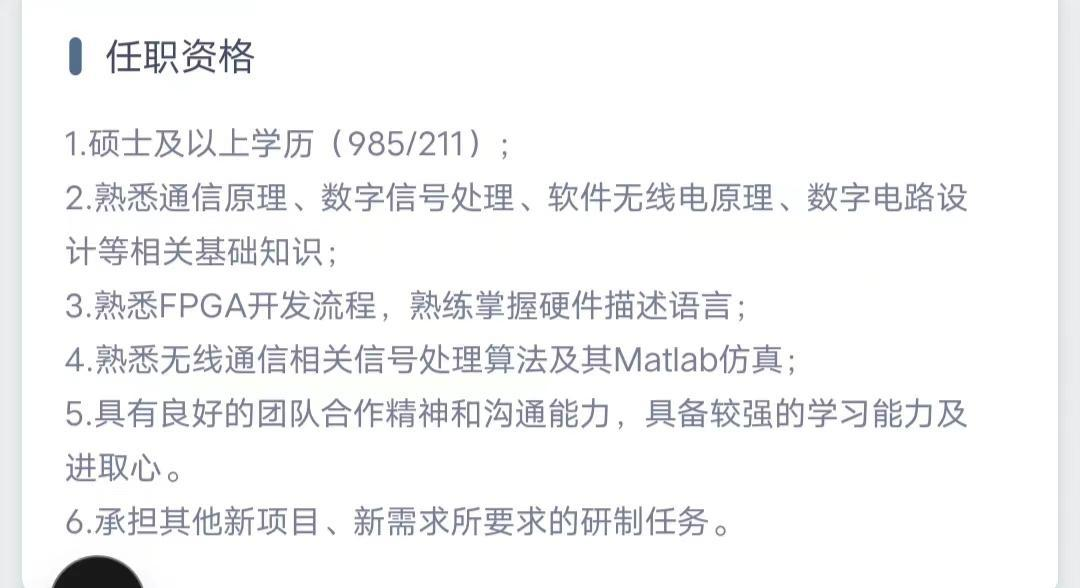 任职资格
1.硕士及以上学历（985/211）;
2.熟悉通信原理、数字信号处理、软件无线电原理、数字电路设
计等相关基础知识;
3.熟悉FPGA开发流程，熟练掌握硬件描述语言;
4.熟悉无线通信相关信号处理算法及其Matlab仿真;
5.具有良好的团队合作精神和沟通能力，具备较强的学习能力及
进取心。
6.承担其他新项目、新需求所要求的研制任务。